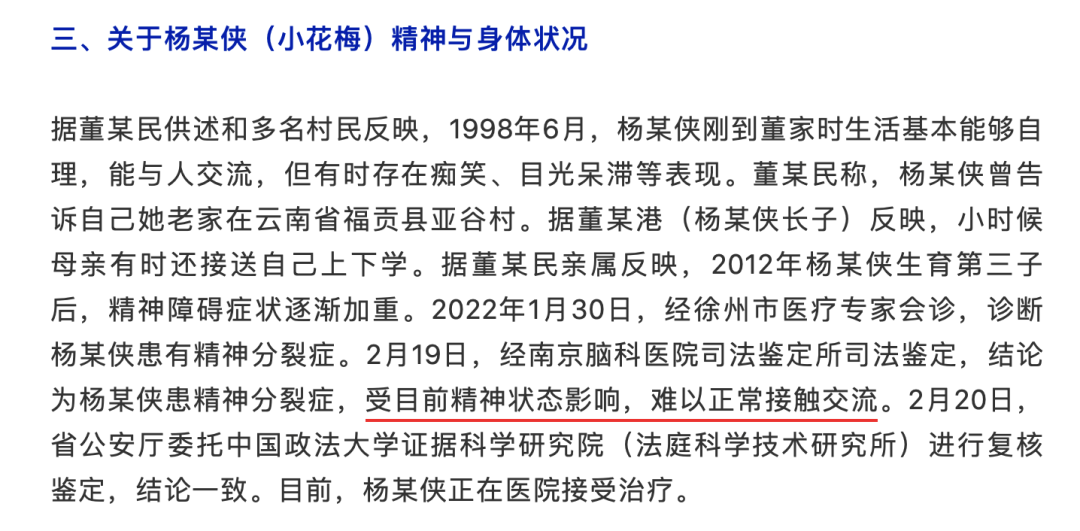 三、关于杨某侠（小花梅）精神与身体状况
据董某民供述和多名村民反映，1998年6月，杨某侠刚到董家时生活基本能够自
理，能与人交流，但有时存在痴笑、目光呆滞等表现。董某民称，杨某侠曾告
诉自己她老家在云南省福贡县亚谷村。据董某港（杨某侠长子）反映，小时候
母亲有时还接送自己上下学。据董某民亲属反映，2012年杨某侠生育第三子
后，精神障碍症状逐渐加重。2022年1月30日，经徐州市医疗专家会诊，诊断
杨某侠患有精神分裂症。2月19日，经南京脑科医院司法鉴定所司法鉴定，结论
为杨某侠患精神分裂症，受目前精神状态影响，难以正常接触交流。2月20日，
省公安厅委托中国政法大学证据科学研究院（法庭科学技术研究所）进行复核
鉴定，结论一致。目前，杨某侠正在医院接受治疗。